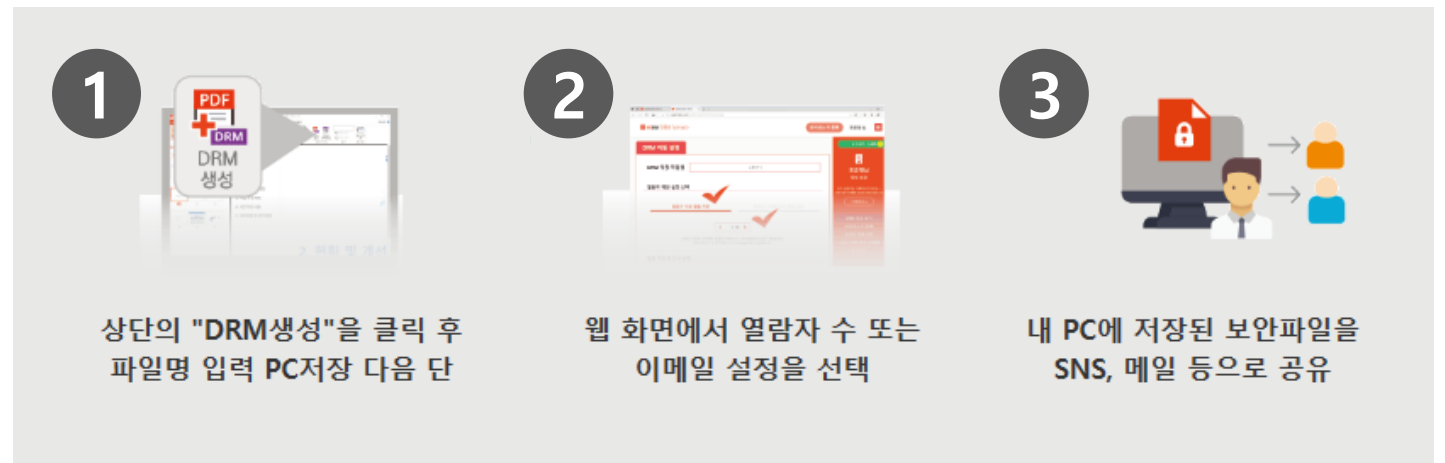 1
PDF
DRM
DRM
생성
상단의 "DRM생성"을 클릭 후
파일명 입력 PC저장 다음 단
2
웹 화면에서 열람자 수 또는
이메일 설정을 선택
3
내 PC에 저장된 보안파일을
SNS, 메일 등으로 공유